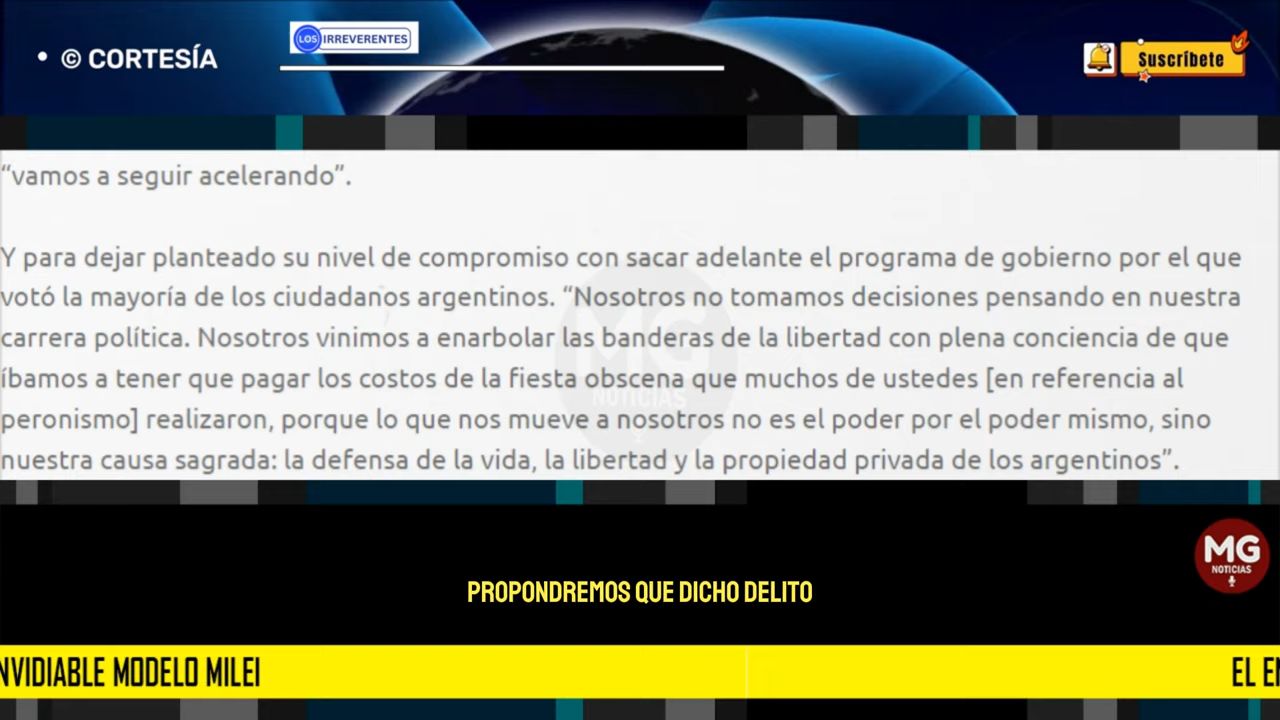 • © CORTESÍA
LOS IRREVERENTES
Suscríbete
“vamos a seguir acelerando”.
Y para dejar planteado su nivel de compromiso con sacar adelante el programa de gobierno por el que
votó la mayoría de los ciudadanos argentinos. “Nosotros no tomamos decisiones pensando en nuestra
carrera política. Nosotros vinimos a enarbolar las banderas de la libertad con plena conciencia de que
íbamos a tener que pagar los costos de la fiesta obscena que muchos de ustedes [en referencia al
peronismo] realizaron, porque lo que nos mueve a nosotros no es el poder por el poder mismo, sino
nuestra causa sagrada: la defensa de la vida, la libertad y la propiedad privada de los argentinos”.
MG
NOTICIAS
MG
NOTICIAS
PROPONDREMOS QUE DICHO DELITO
NVIDIABLE MODELO MILEI
EL